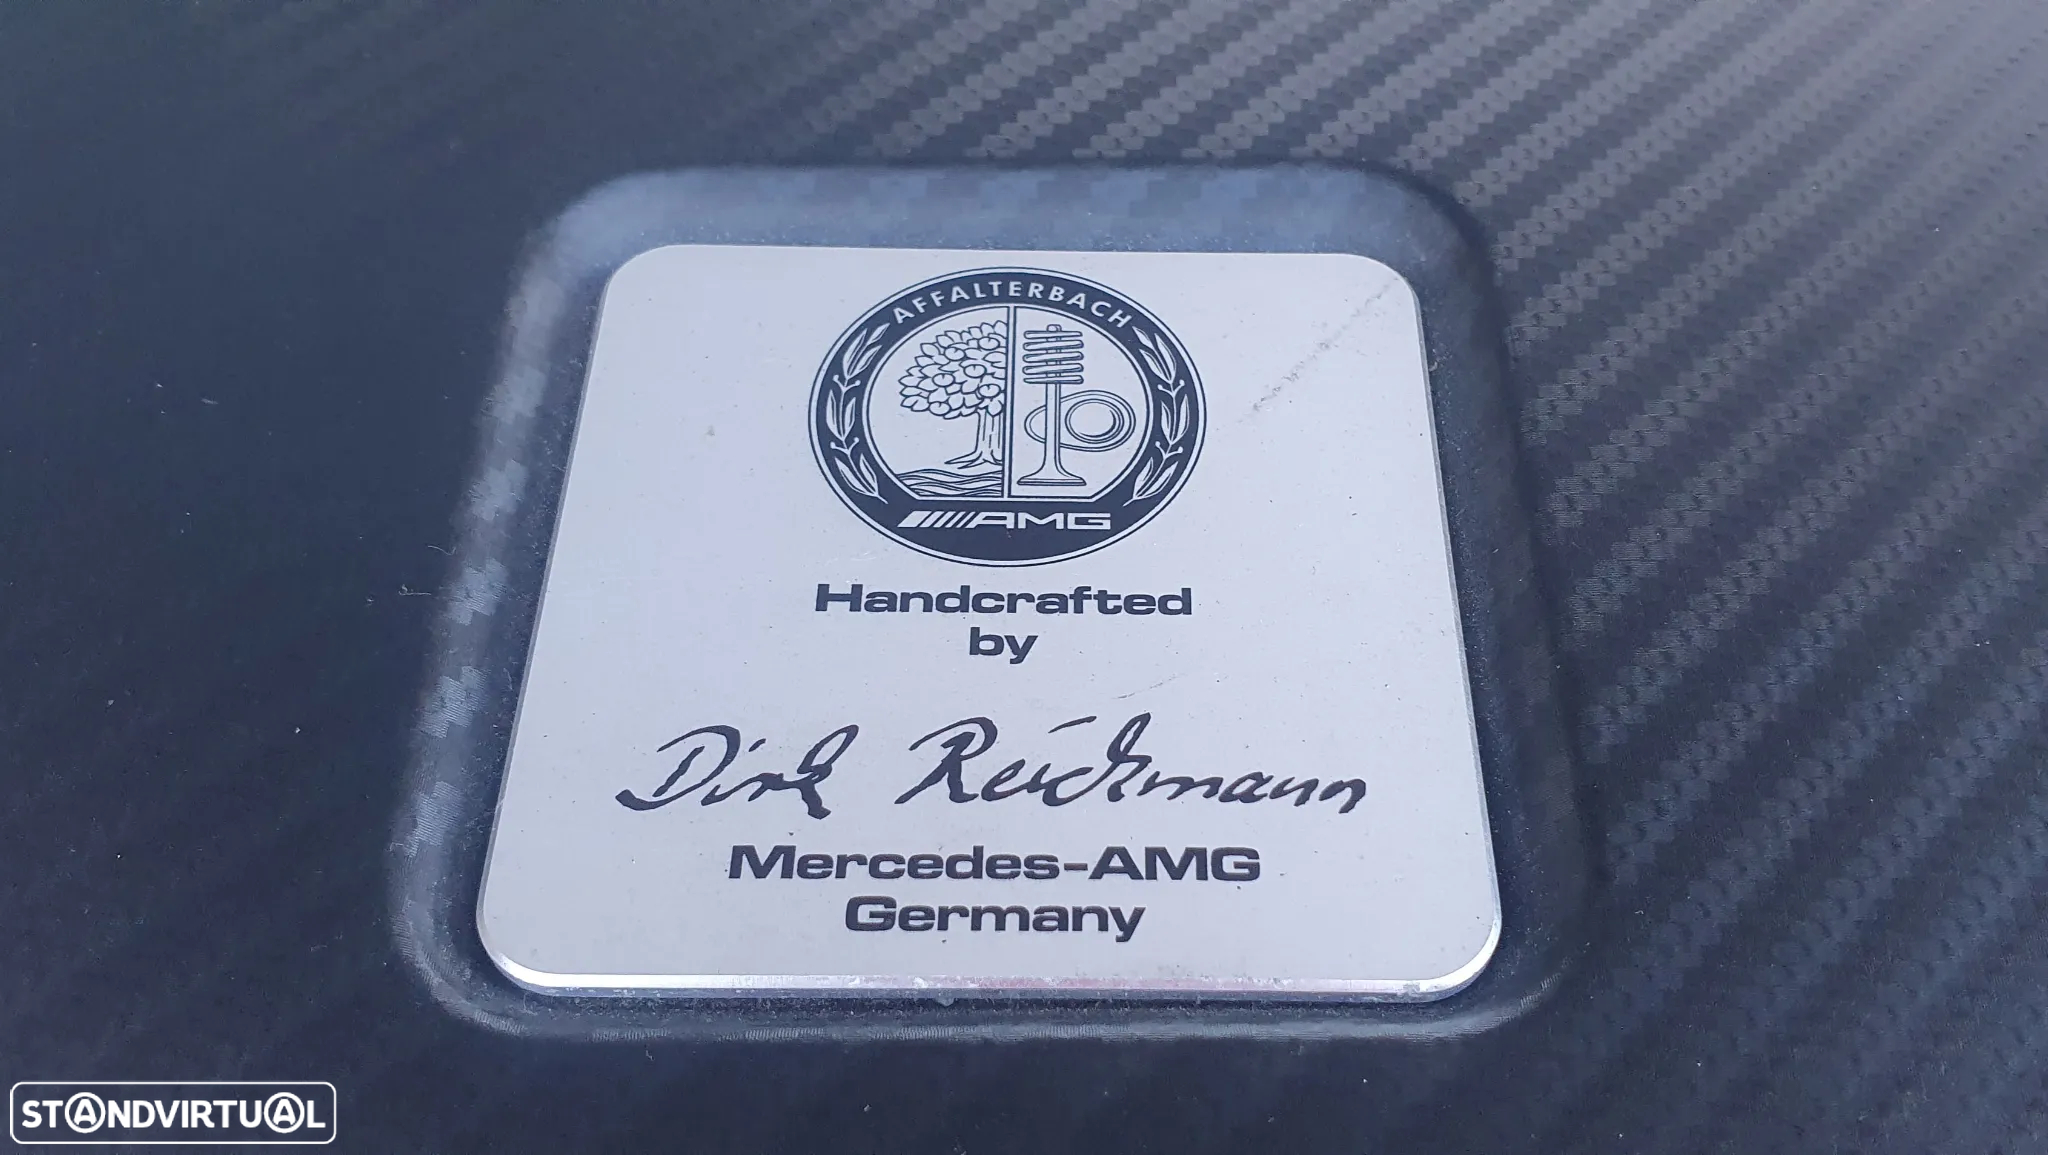 AFFALTERBACH
AMG
Handcrafted
by
Dirk Reichmann
Mercedes-AMG
Germany
STANDVIRTUAL